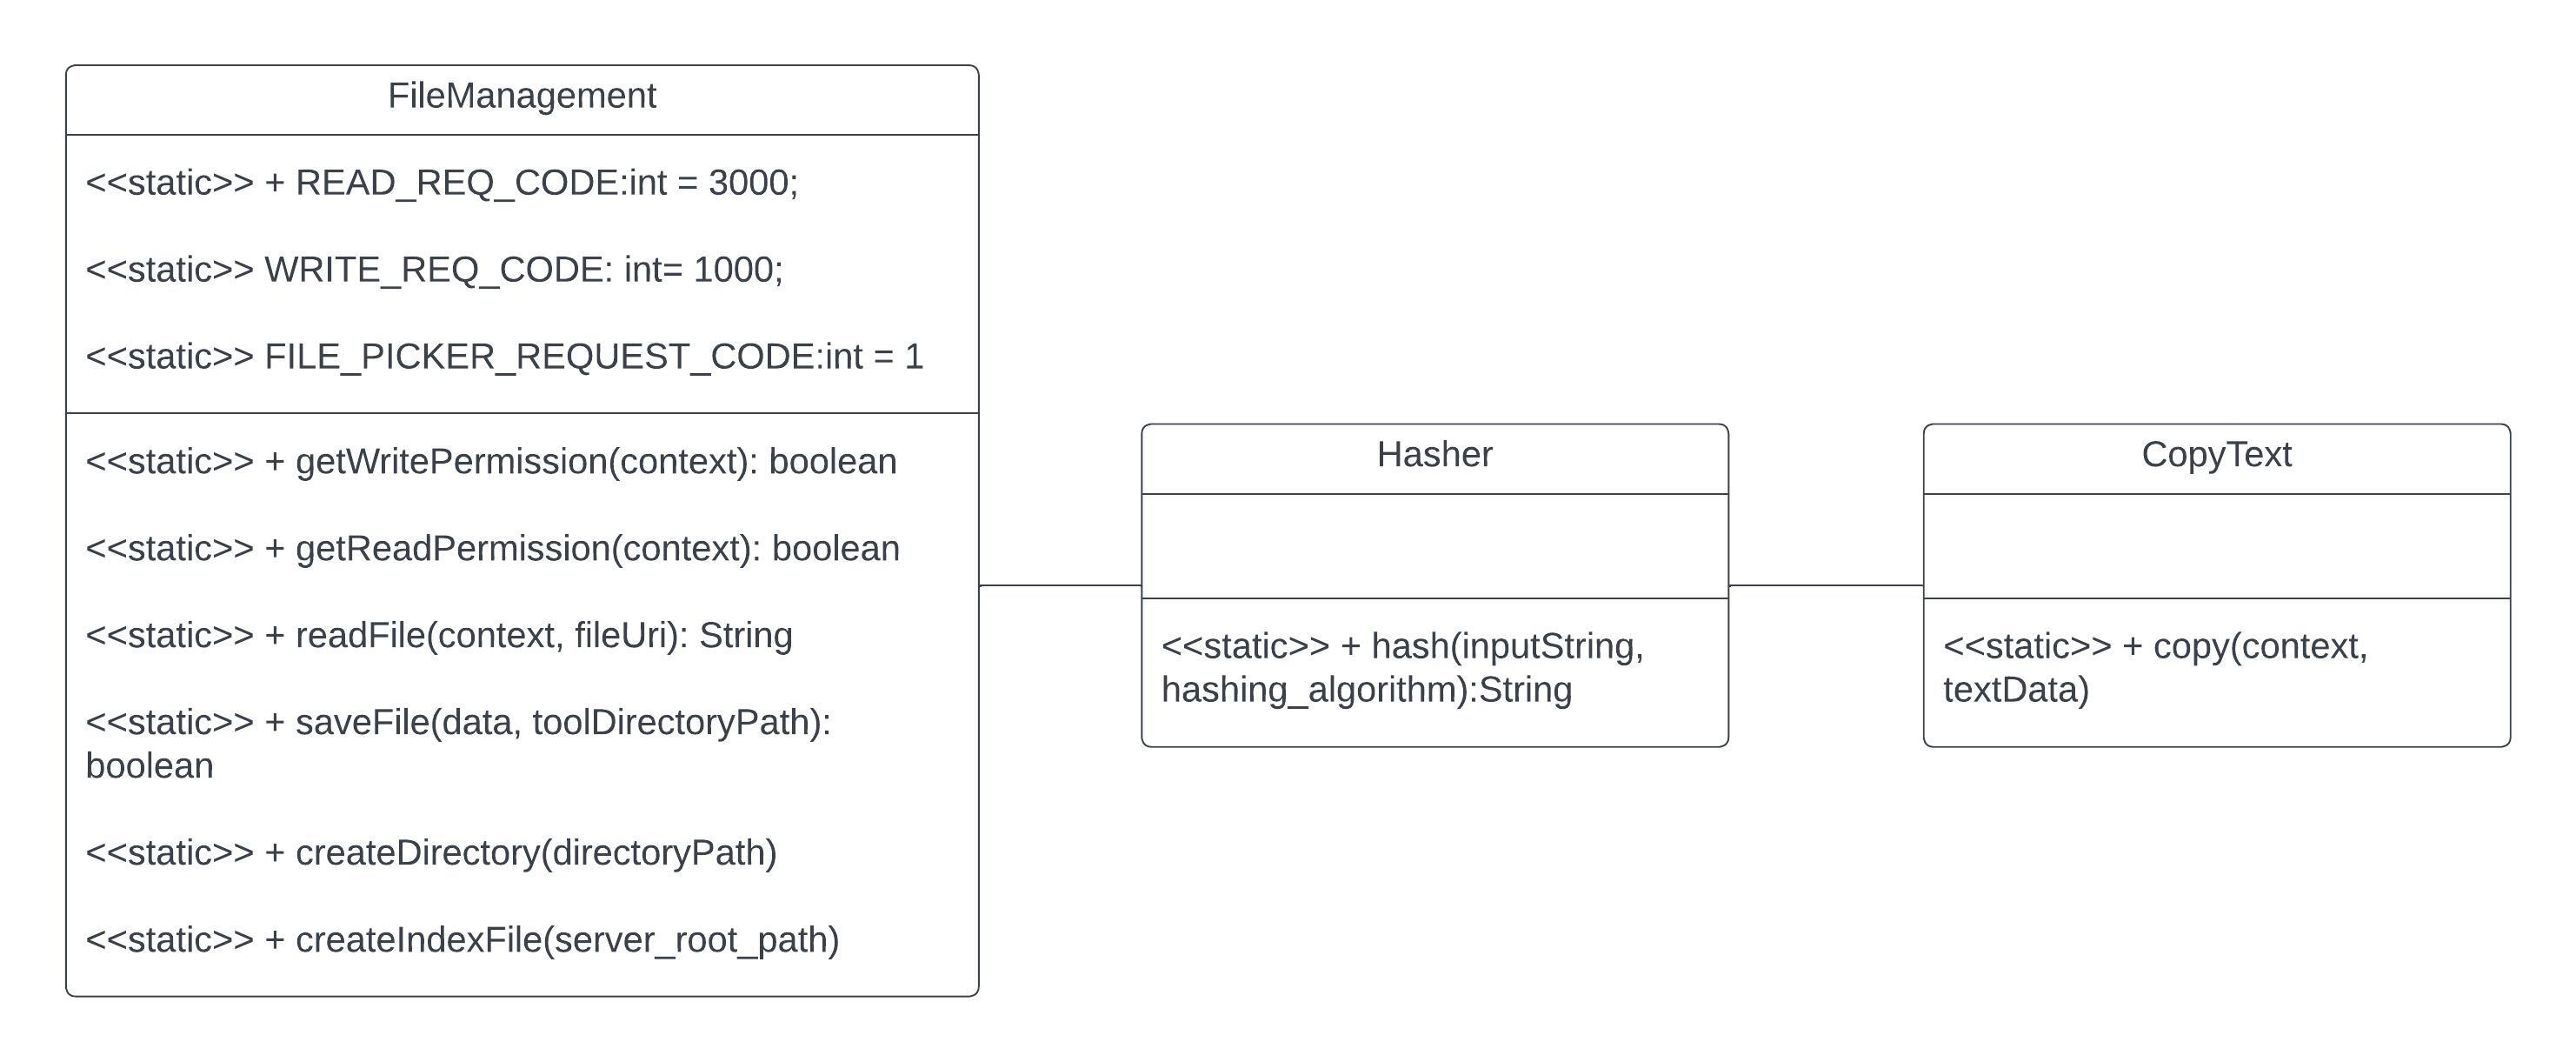 FileManagement
<<static>> + READ_REQ_CODE:int = 3000;
<<static>> WRITE_REQ_CODE: int= 1000;
<<static>> FILE_PICKER_REQUEST_CODE:int = 1
<<static>> + getWritePermission(context): boolean
<<static>> + getReadPermission(context): boolean
<<static>> + readFile(context, fileUri): String
<<static>> + saveFile(data, toolDirectoryPath):
boolean
<<static>> + createDirectory(directoryPath)
<<static>> + createIndexFile(server_root_path)
Hasher
<<static>> + hash(inputString,
hashing_algorithm):String
CopyText
<<static>> + copy(context,
textData)